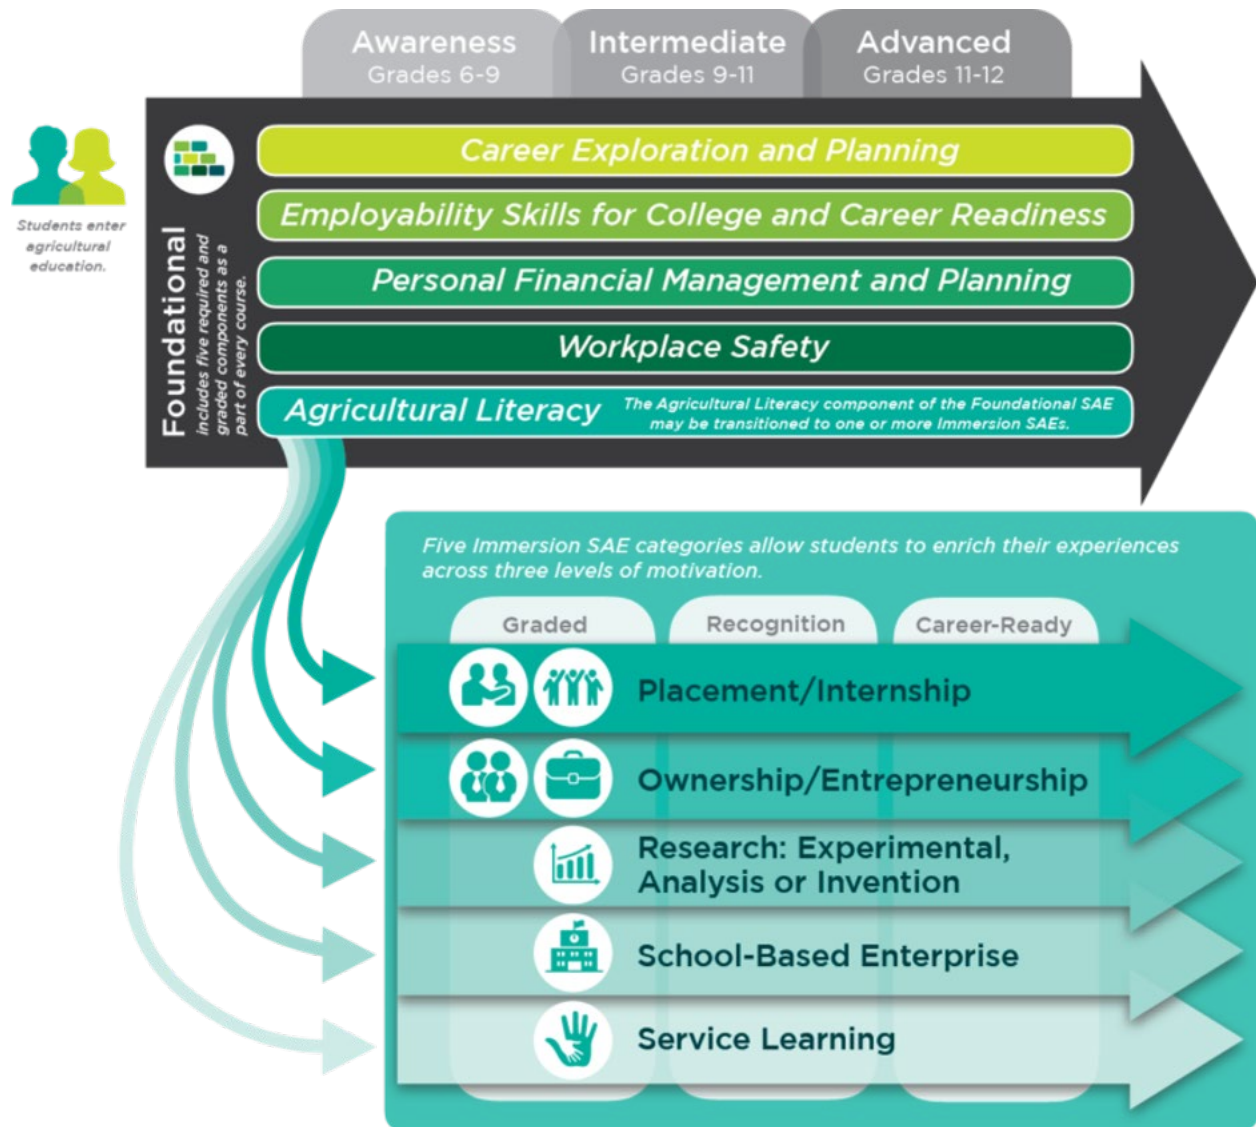 Awareness
Grades 6-9
Intermediate
Grades 9-11
Advanced
Grades 11-12
Students enter
agricultural
education.
Foundational
includes five required and
graded components as a
part of every course.
Career Exploration and Planning
Employability Skills for College and Career Readiness
Personal Financial Management and Planning
Workplace Safety
Agricultural Literacy
The Agricultural Literacy component of the Foundational SAE
may be transitioned to one or more Immersion SAEs.
Five Immersion SAE categories allow students to enrich their experiences
across three levels of motivation.
Graded
Recognition
Career-Ready
Placement/Internship
Ownership/Entrepreneurship
Research: Experimental,
Analysis or Invention
School-Based Enterprise
Service Learning